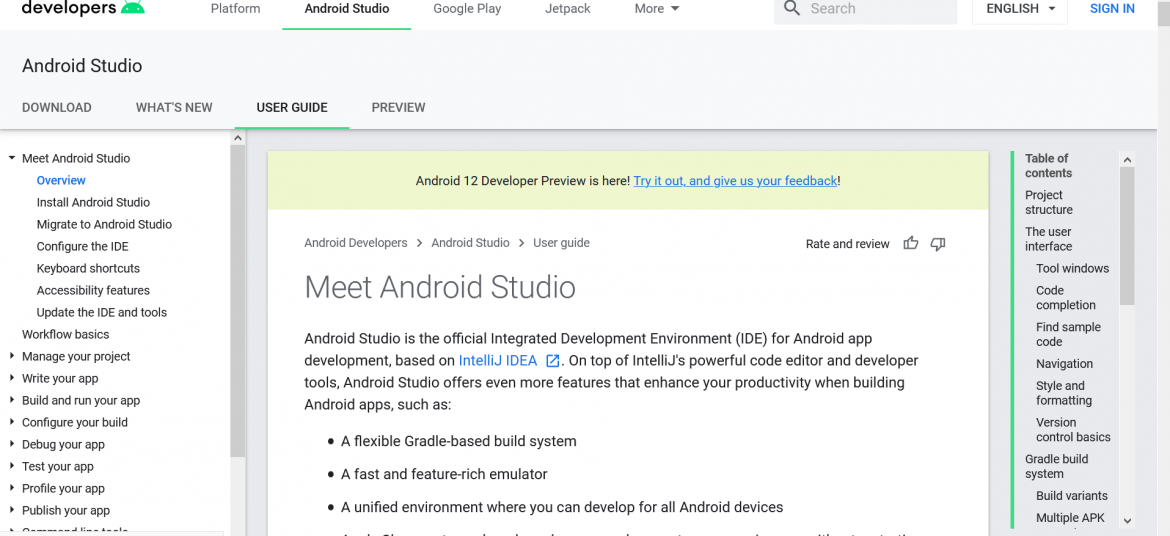 developers
Platform
Android Studio
Google Play
Jetpack
More
Search
ENGLISH
SIGN IN
Android Studio
DOWNLOAD
WHAT'S NEW
USER GUIDE
PREVIEW
Meet Android Studio
Overview
Install Android Studio
Migrate to Android Studio
Configure the IDE
Keyboard shortcuts
Accessibility features
Update the IDE and tools
Workflow basics
Manage your project
Write your app
Build and run your app
Configure your build
Debug your app
Test your app
Profile your app
Publish your app
Android 12 Developer Preview is here! Try it out, and give us your feedback!
Android Developers > Android Studio > User guide
Rate and review
Meet Android Studio
Android Studio is the official Integrated Development Environment (IDE) for Android app
development, based on IntelliJ IDEA. On top of IntelliJ's powerful code editor and developer
tools, Android Studio offers even more features that enhance your productivity when building
Android apps, such as:
• A flexible Gradle-based build system
• A fast and feature-rich emulator
• A unified environment where you can develop for all Android devices
Table of
contents
Project
structure
The user
interface
Tool windows
Code
completion
Find sample
code
Navigation
Style and
formatting
Version
control basics
Gradle build
system
Build variants
Multiple APK